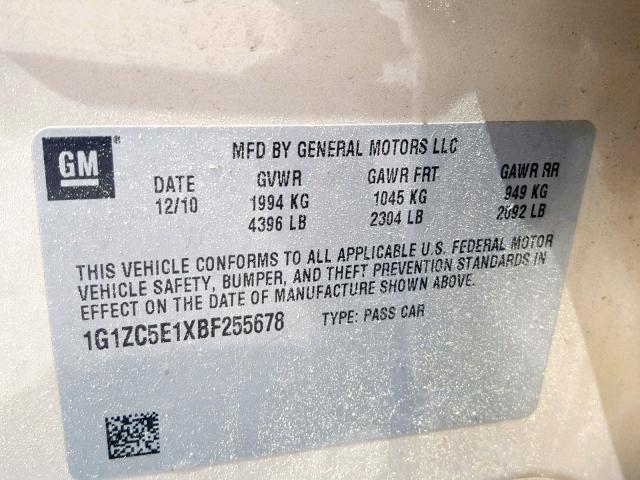 GM ®
MFD BY GENERAL MOTORS LLC
DATE GVWR GAWR FRT GAWR RR
12/10 1994 KG 1045 KG 949 KG
4396 LB 2304 LB 2092 LB
THIS VEHICLE CONFORMS TO ALL APPLICABLE U.S. FEDERAL MOTOR
VEHICLE SAFETY, BUMPER, AND THEFT PREVENTION STANDARDS IN
EFFECT ON THE DATE OF MANUFACTURE SHOWN ABOVE.
1G1ZC5E1XBF255678 TYPE: PASS CAR